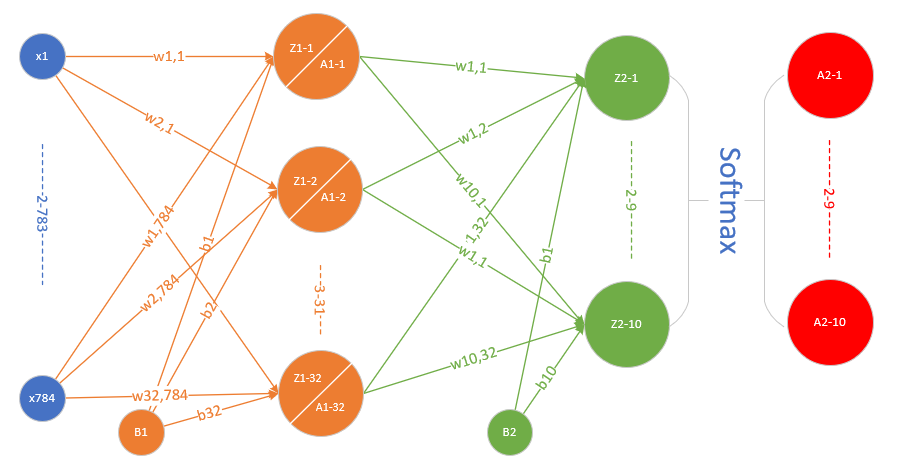 x1
w1,1
Z1-1
A1-1
w1,1
Z2-1
A2-1
w2,1
w1,2
Z1-2
A1-2
2-783
w10,1
2-9
Softmax
2-9
w1,784
b1
1,32
w1,1
b1
w2,784
b2
3-31
Z2-10
A2-10
w10,32
Z1-32
A1-32
b10
x784
w32,784
b32
B1
B2